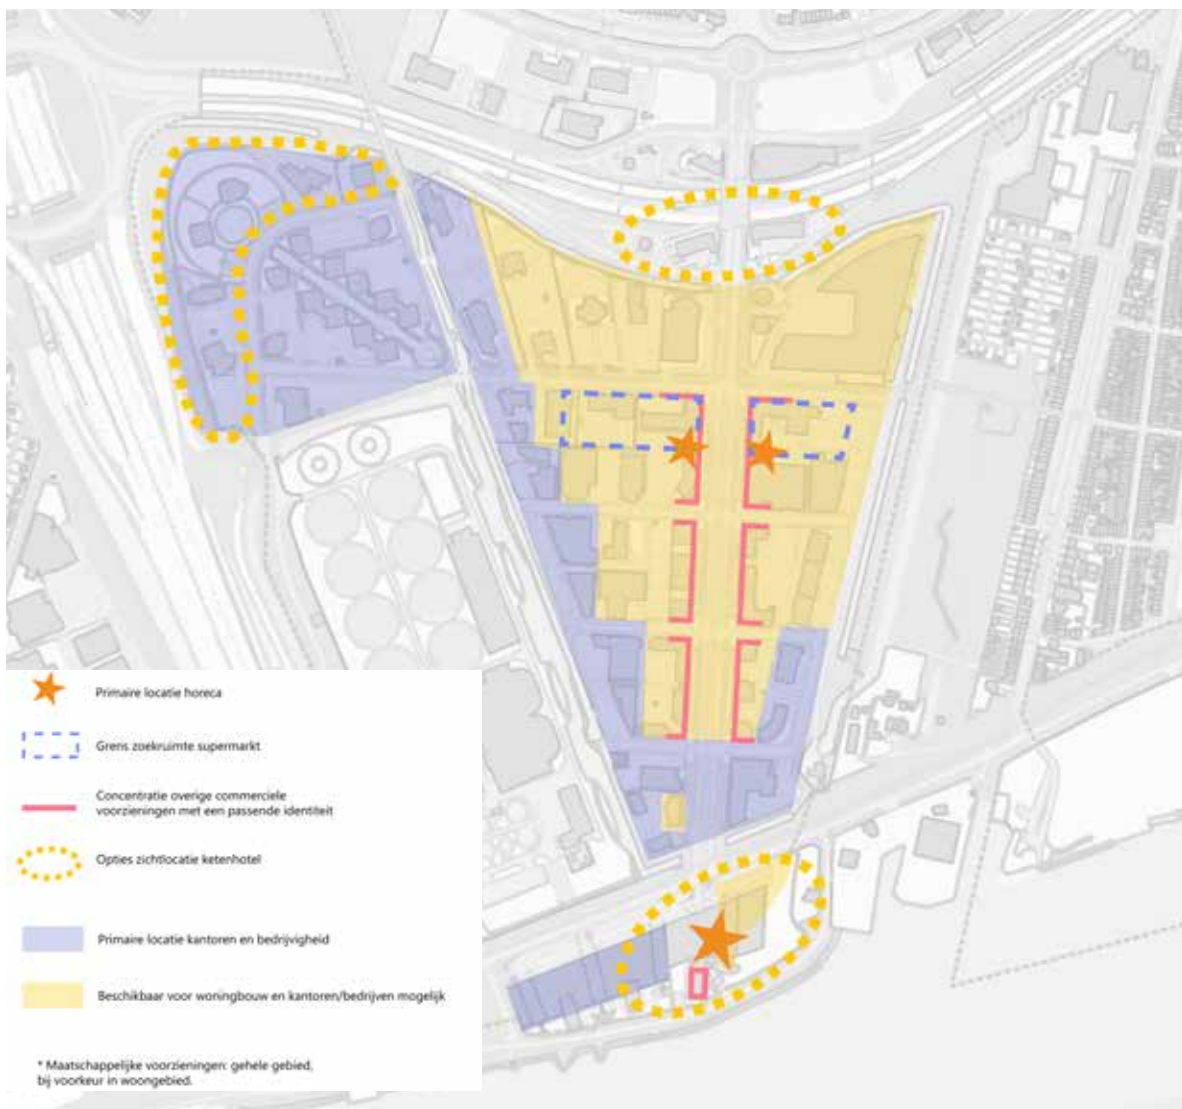 Primaire locatie horeca
Grens zoekruimte supermarkt
Concentratie overige commerciele
voorzieningen met een passende identiteit
Opties zichtlocatie ketenhotel
Primaire locatie kantoren en bedrijvigheid
Beschikbaar voor woningbouw en kantoren/bedrijven mogelijk
* Maatschappelijke voorzieningen: gehele gebied,
bij voorkeur in woongebied.